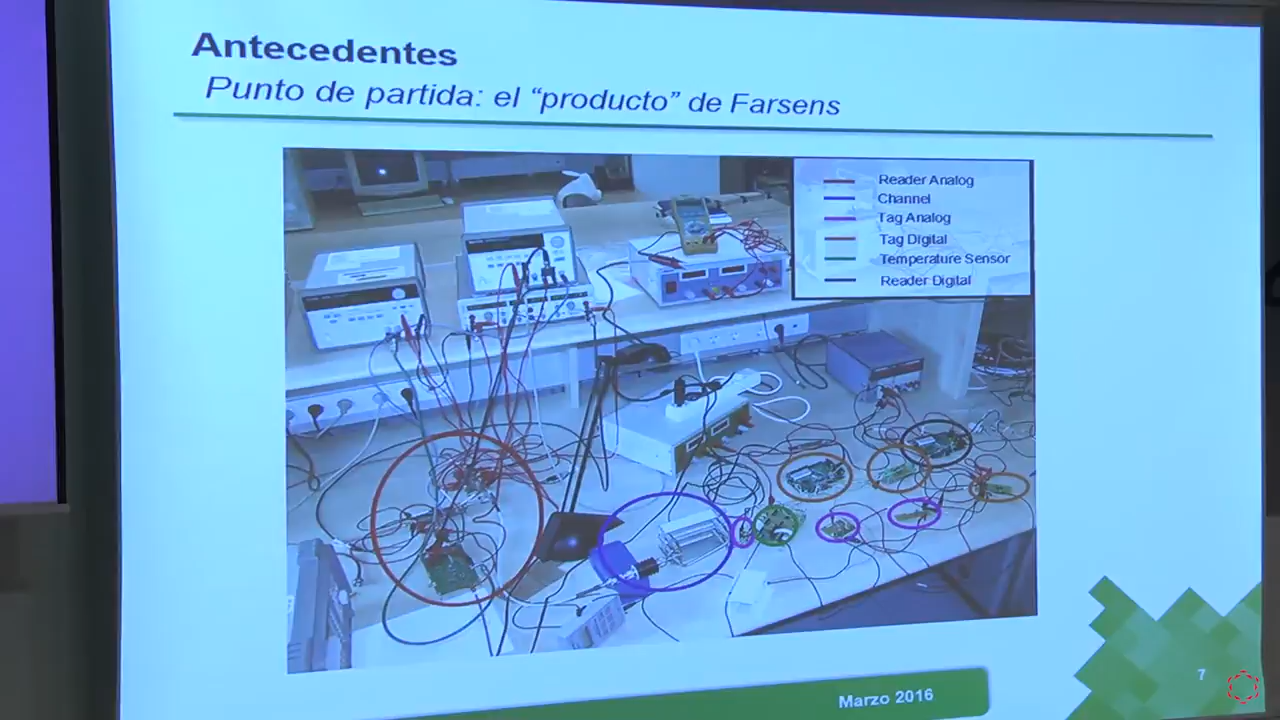 Antecedentes
Punto de partida: el “producto” de Farsens
Reader Analog
Channel
Tag Analog
Tag Digital
Temperature Sensor
Reader Digital
Marzo 2016
7